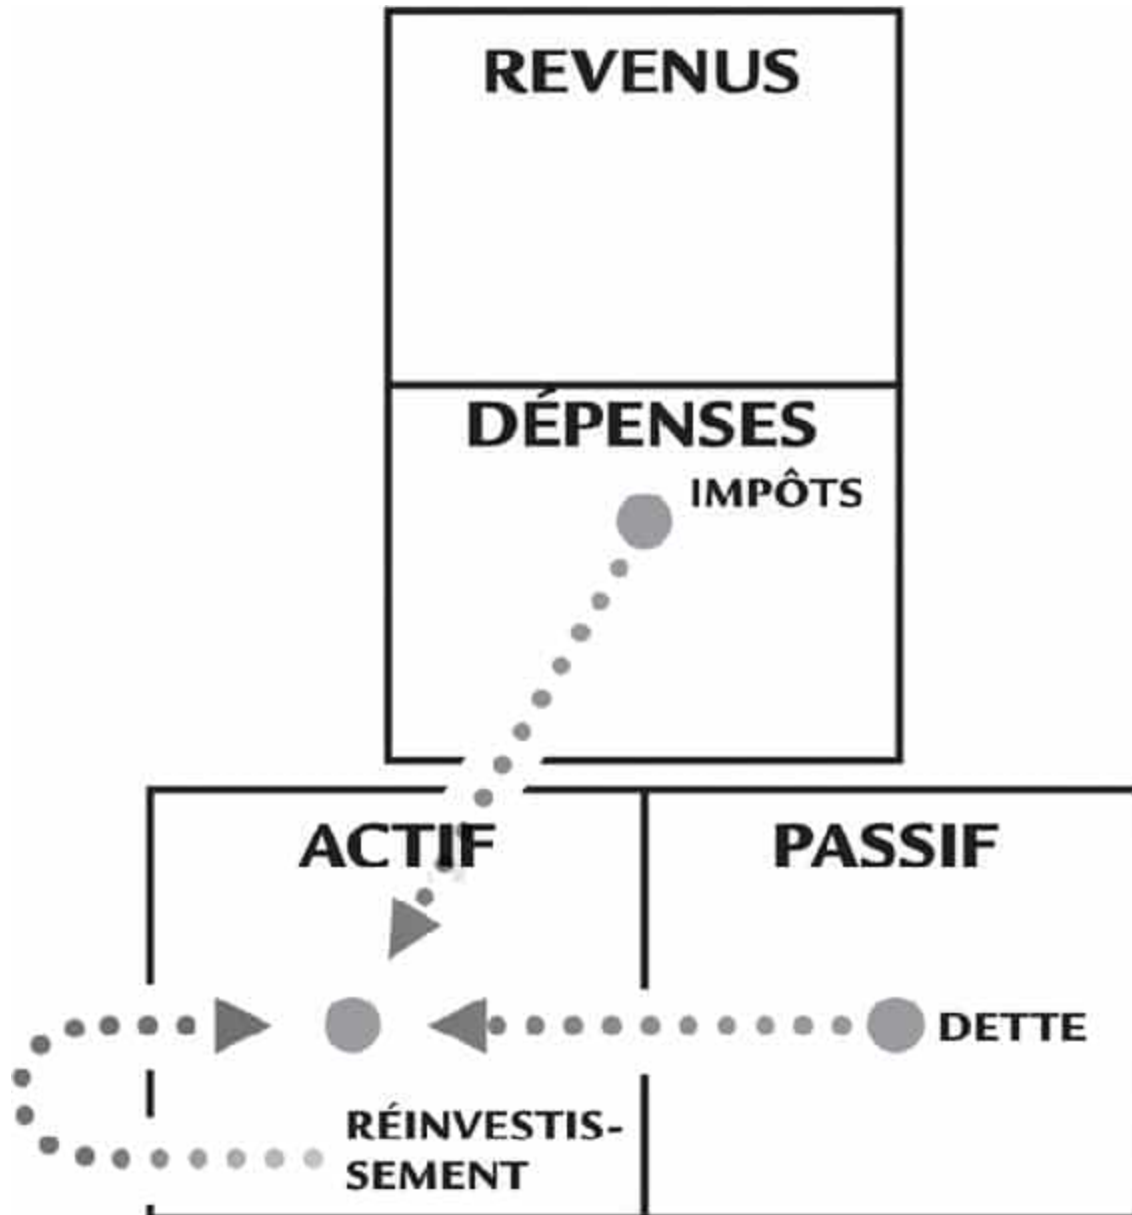 REVENUS
DÉPENSES
IMPÔTS
ACTIF
PASSIF
DETTE
RÉINVESTIS-
SEMENT